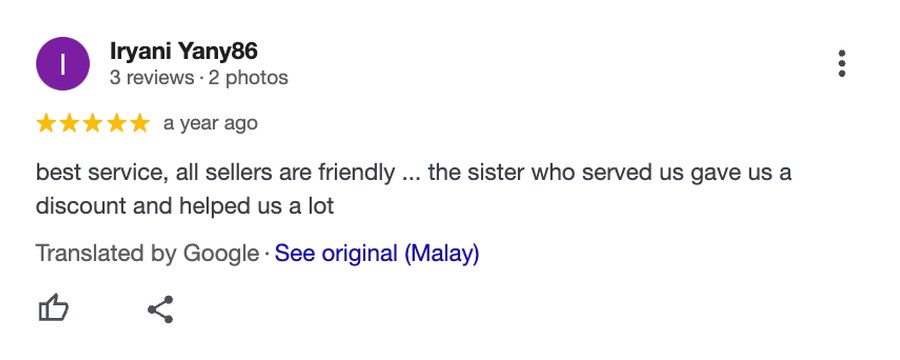 I
Iryani Yany86
3 reviews · 2 photos
a year ago
best service, all sellers are friendly ... the sister who served us gave us a
discount and helped us a lot
Translated by Google · See original (Malay)